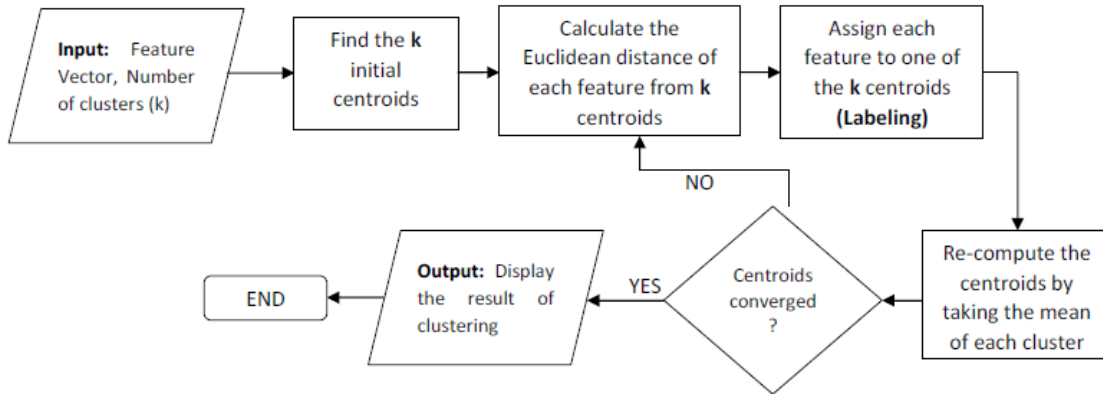 Input: Feature
Vector, Number
of clusters (k)
Find the k
initial
centroids
Calculate the
Euclidean distance of
each feature from k
centroids
Assign each
feature to one of
the k centroids
(Labeling)
NO
Re-compute the
centroids by
taking the mean
of each cluster
Centroids
converged
?
YES
Output: Display
the result of
clustering
END